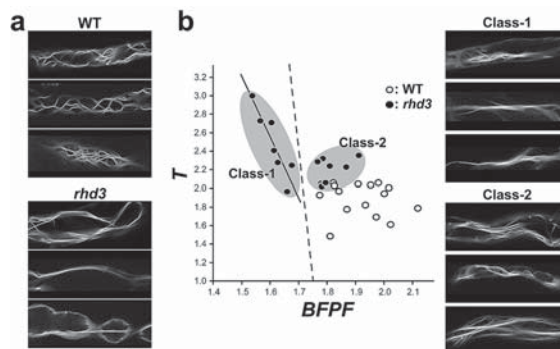 a
WT
rhd3
b
3.2
3.0
2.8
2.6
2.4
2.2
2.0
1.8
1.6
1.4
1.2
1.0
T
1.4 1.5 1.6 1.7 1.8 1.9 2.0 2.1 2.2
BFPF
: WT
: rhd3
Class-1
Class-2
Class-1
Class-2